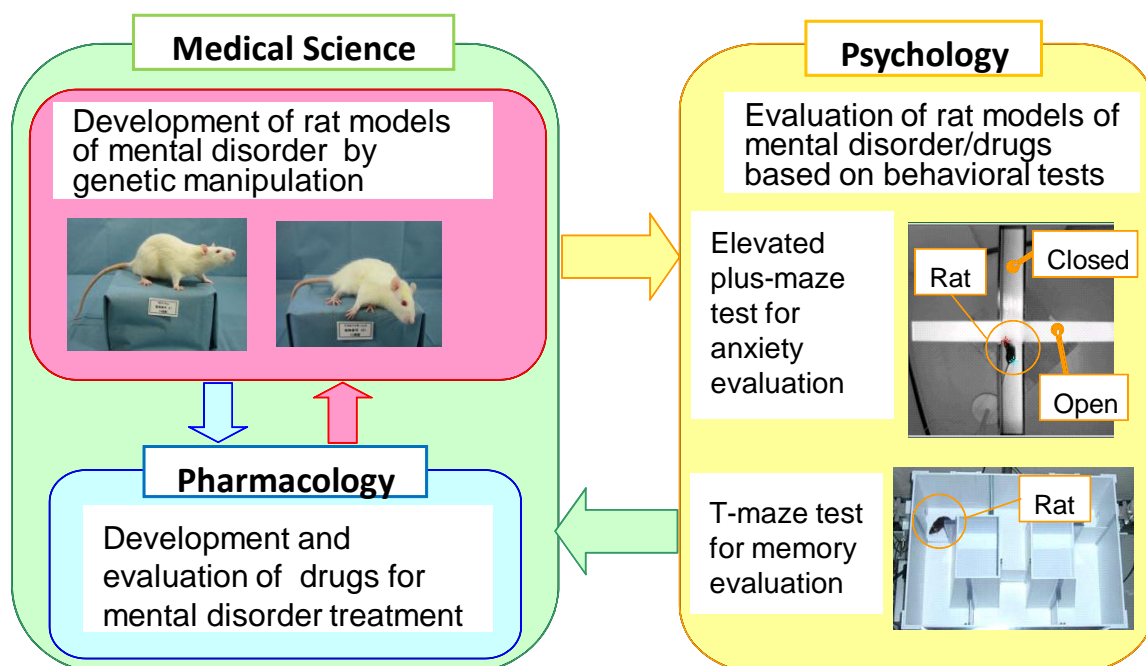 Medical Science
Development of rat models
of mental disorder by
genetic manipulation
Pharmacology
Development and
evaluation of drugs for
mental disorder treatment
Psychology
Evaluation of rat models of
mental disorder/drugs
based on behavioral tests
Elevated
plus-maze
test for
anxiety
evaluation
Rat
Closed
Open
T-maze test
for memory
evaluation
Rat